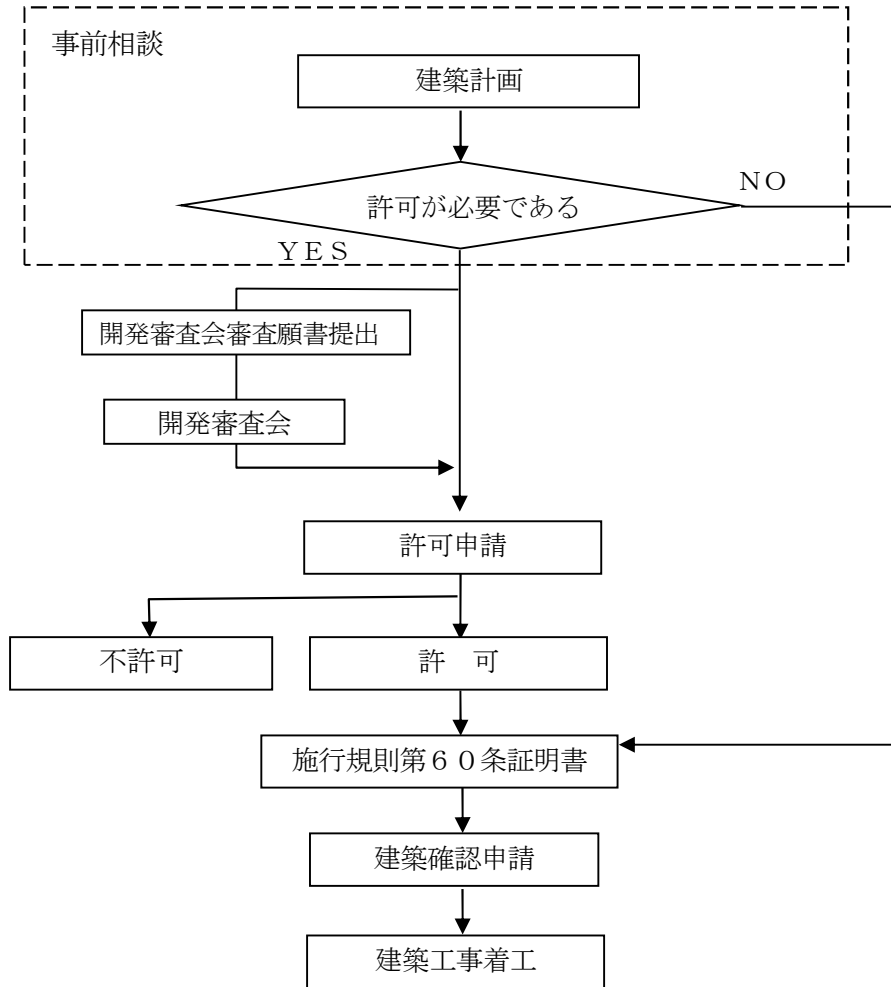 事前相談
建築計画
許可が必要である
ＮＯ
ＹＥＳ
開発審査会審査願書提出
開発審査会
許可申請
不許可
許　可
施行規則第６０条証明書
建築確認申請
建築工事着工